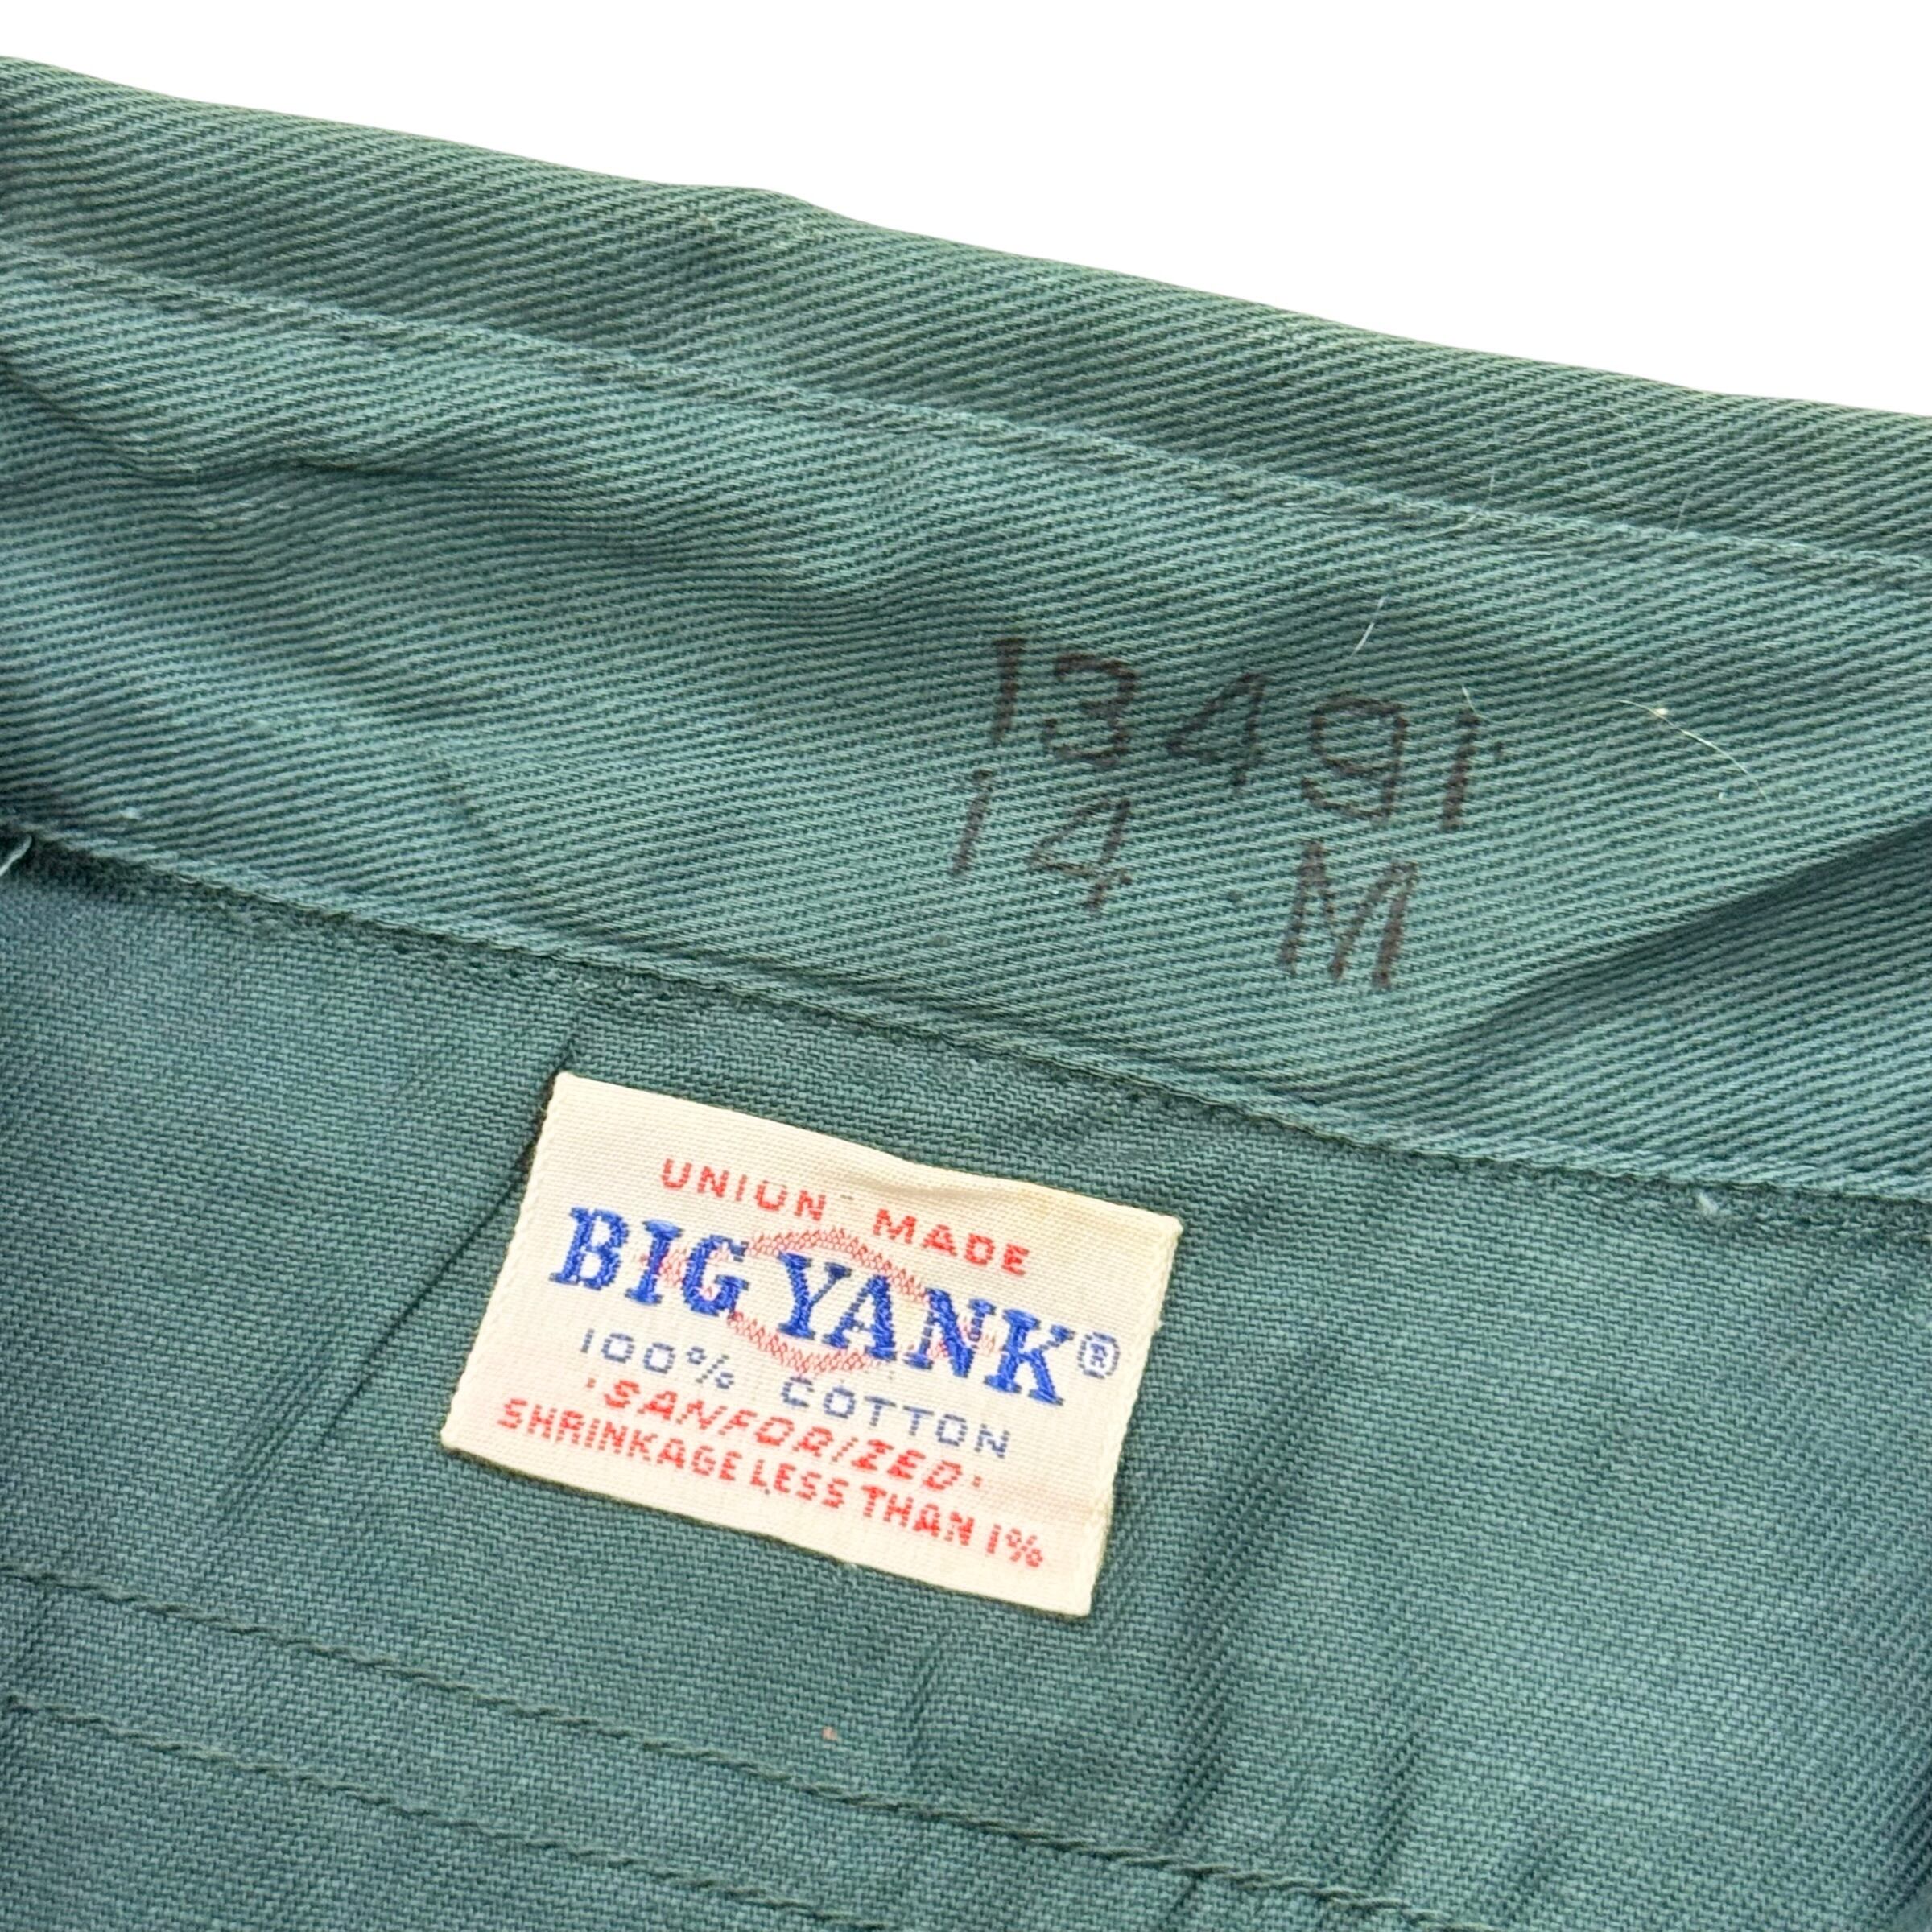 13491
14 M
UNION MADE
BIG YANK®
100% COTTON
'SANFORIZED'
SHRINKAGE LESS THAN 1%